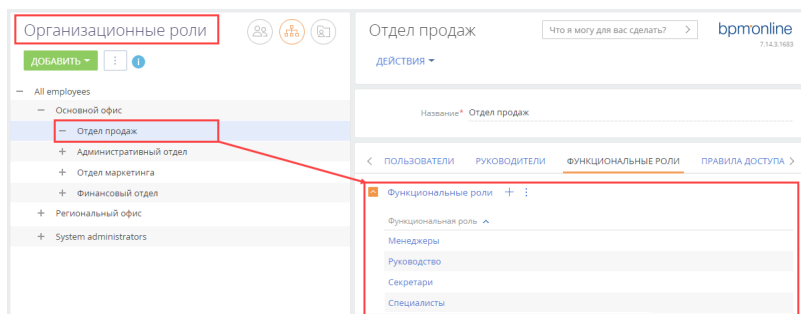 Организационные роли
ДОБАВИТЬ
All employees
Основной офис
Отдел продаж
Административный отдел
Отдел маркетинга
Финансовый отдел
Региональный офис
System administrators
Отдел продаж
Что я могу для вас сделать? >
bpmonline
7.14.3.1683
ДЕЙСТВИЯ
Название* Отдел продаж
< ПОЛЬЗОВАТЕЛИ РУКОВОДИТЕЛИ ФУНКЦИОНАЛЬНЫЕ РОЛИ ПРАВИЛА ДОСТУПА >
Функциональные роли + ⋮
Функциональная роль
Менеджеры
Руководство
Секретари
Специалисты